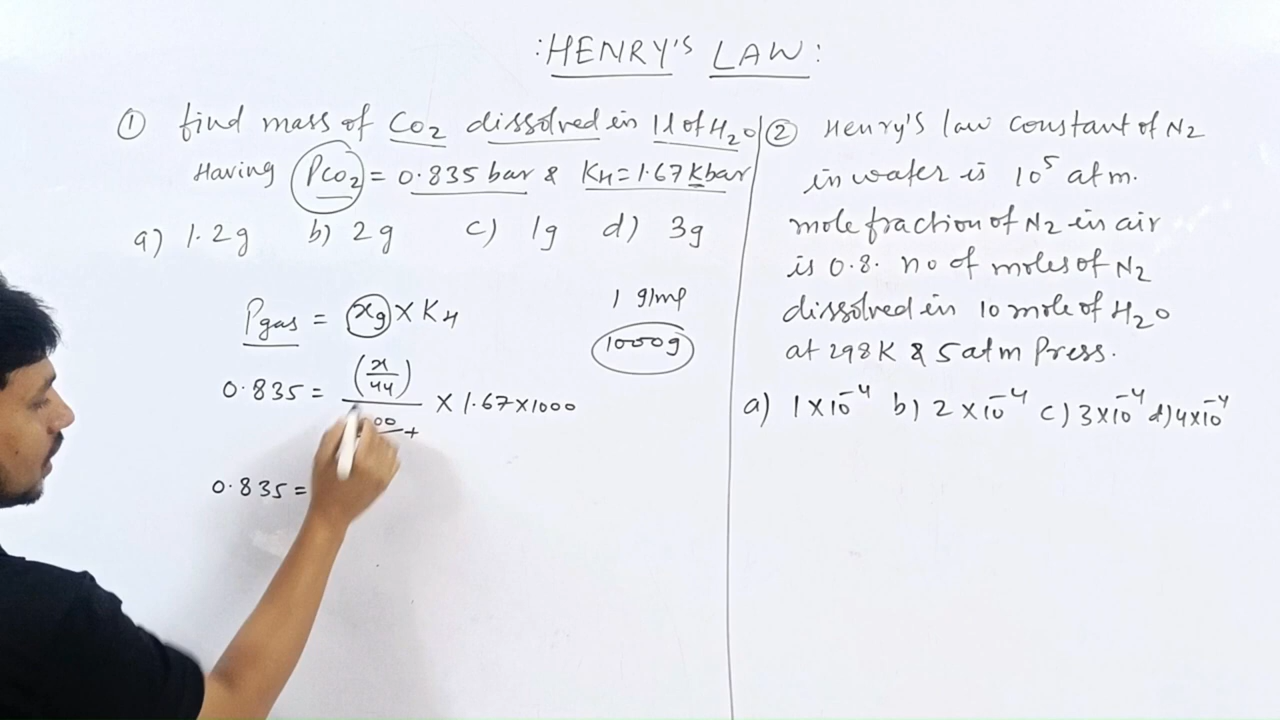 :HENRY'S LAW:
① find mass of CO2 dissolved in 1l of H2O
Having PCO2 = 0.835 bar & KH = 1.67 Kbar
a) 1.2g b) 2g c) 1g d) 3g
Pgas = xg × KH
1 g/ml
1000g
0.835 = (x/44) × 1.67×1000
00 +
0.835 =
② Henry's law constant of N2
in water is 10^5 atm.
mole fraction of N2 in air
is 0.8. no of moles of N2
dissolved in 10 mole of H2O
at 298K & 5 atm Press.
a) 1×10^-4 b) 2×10^-4 c) 3×10^-4 d) 4×10^-4